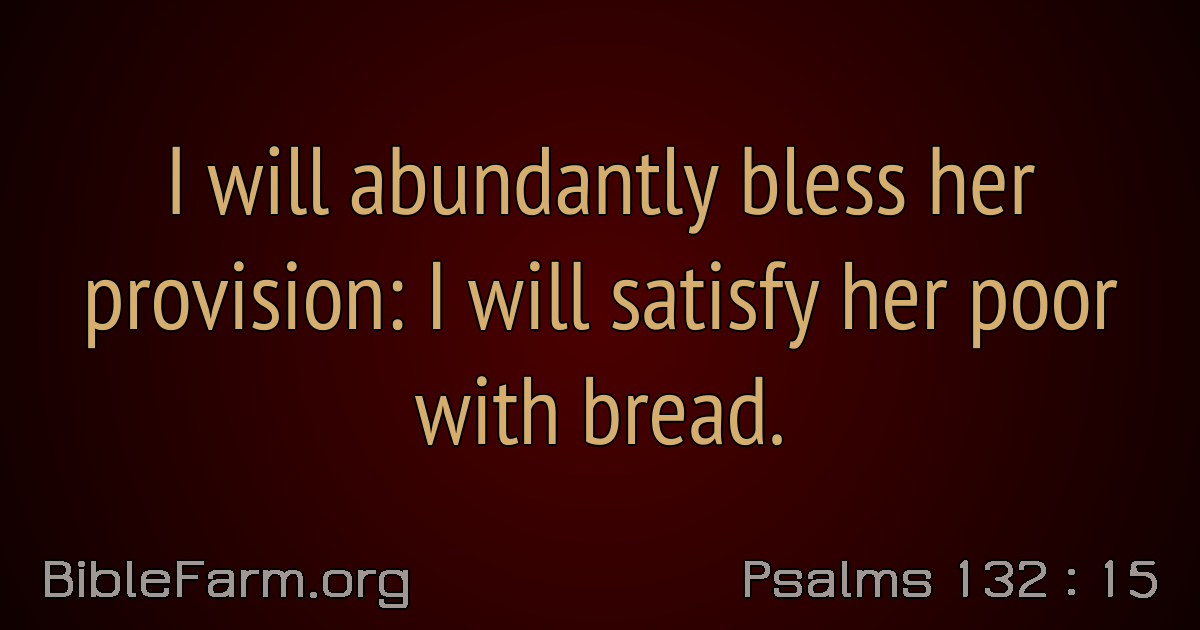 I will abundantly bless her
provision: I will satisfy her poor
with bread.
BibleFarm.org
Psalms 132 : 15